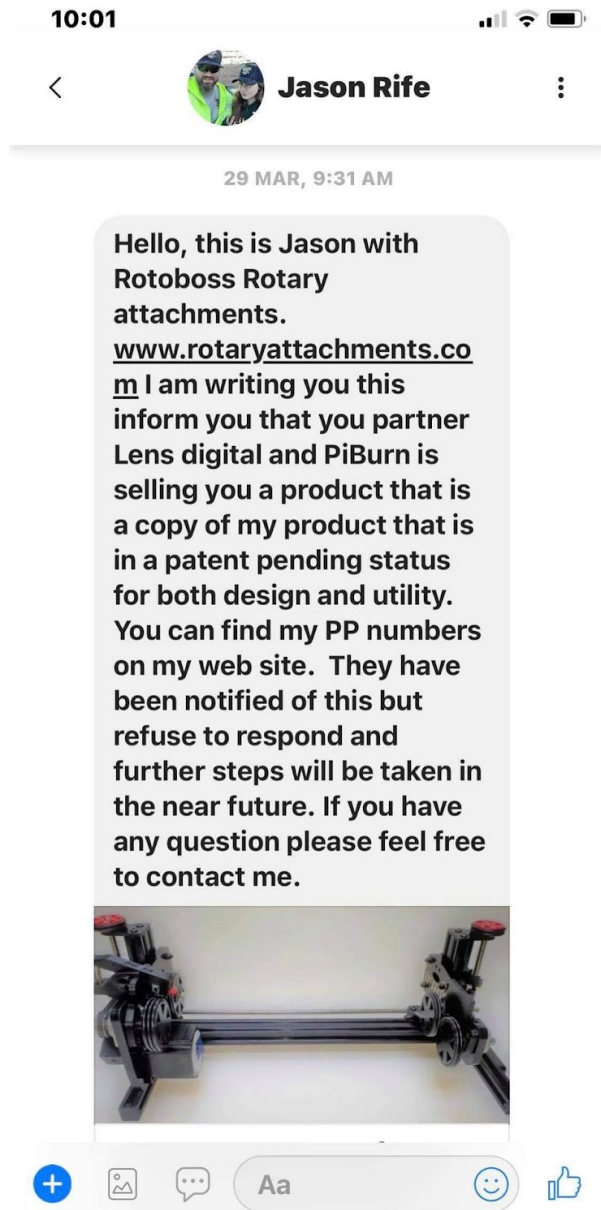 10:01
Jason Rife
29 MAR, 9:31 AM
Hello, this is Jason with
Rotoboss Rotary
attachments.
www.rotaryattachments.co
m I am writing you this
inform you that you partner
Lens digital and PiBurn is
selling you a product that is
a copy of my product that is
in a patent pending status
for both design and utility.
You can find my PP numbers
on my web site.  They have
been notified of this but
refuse to respond and
further steps will be taken in
the near future. If you have
any question please feel free
to contact me.
Aa